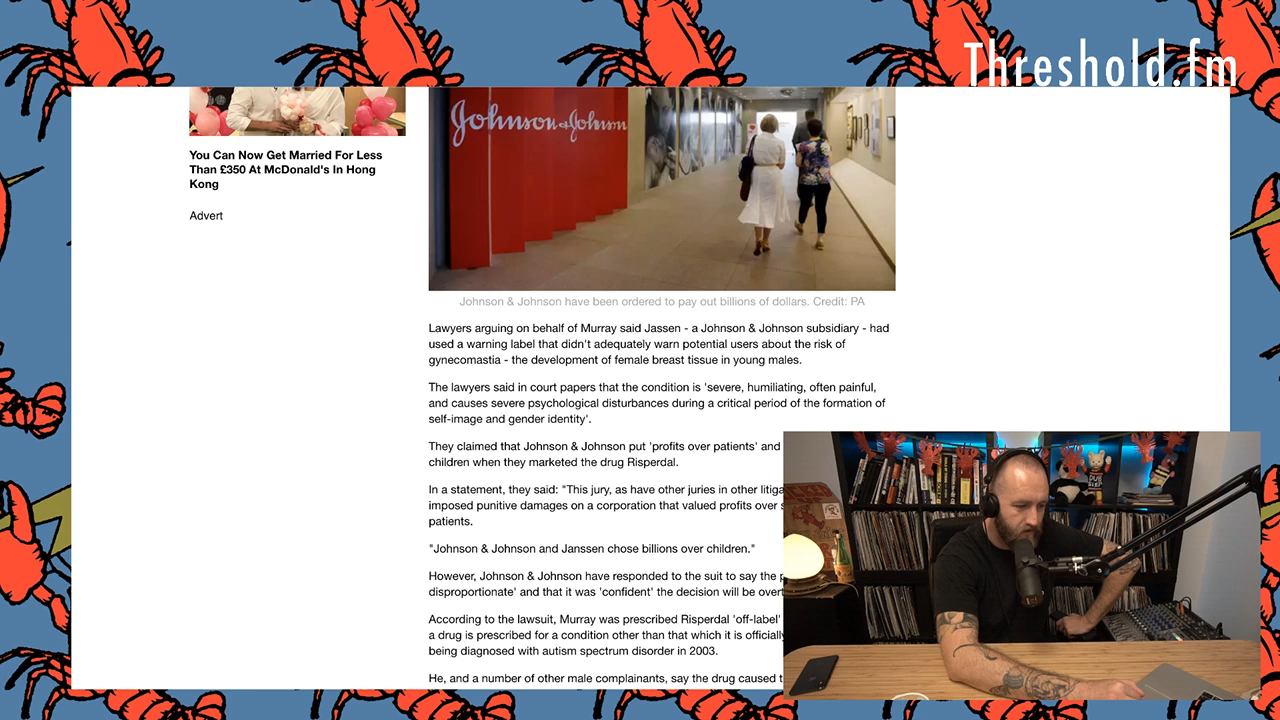 Threshold.fm
You Can Now Get Married For Less
Than £350 At McDonald's In Hong
Kong
Advert
Johnson & Johnson
Johnson & Johnson have been ordered to pay out billions of dollars. Credit: PA
Lawyers arguing on behalf of Murray said Jassen - a Johnson & Johnson subsidiary - had
used a warning label that didn't adequately warn potential users about the risk of
gynecomastia - the development of female breast tissue in young males.
The lawyers said in court papers that the condition is 'severe, humiliating, often painful,
and causes severe psychological disturbances during a critical period of the formation of
self-image and gender identity'.
They claimed that Johnson & Johnson put 'profits over patients' and
children when they marketed the drug Risperdal.
In a statement, they said: "This jury, as have other juries in other
imposed punitive damages on a corporation that valued profits over
patients.
"Johnson & Johnson and Janssen chose billions over children."
However, Johnson & Johnson have responded to the suit to say the
disproportionate' and that it was 'confident' the decision will be
According to the lawsuit, Murray was prescribed Risperdal 'off-label'
a drug is prescribed for a condition other than that which it is
being diagnosed with autism spectrum disorder in 2003.
He, and a number of other male complainants, say the drug caused